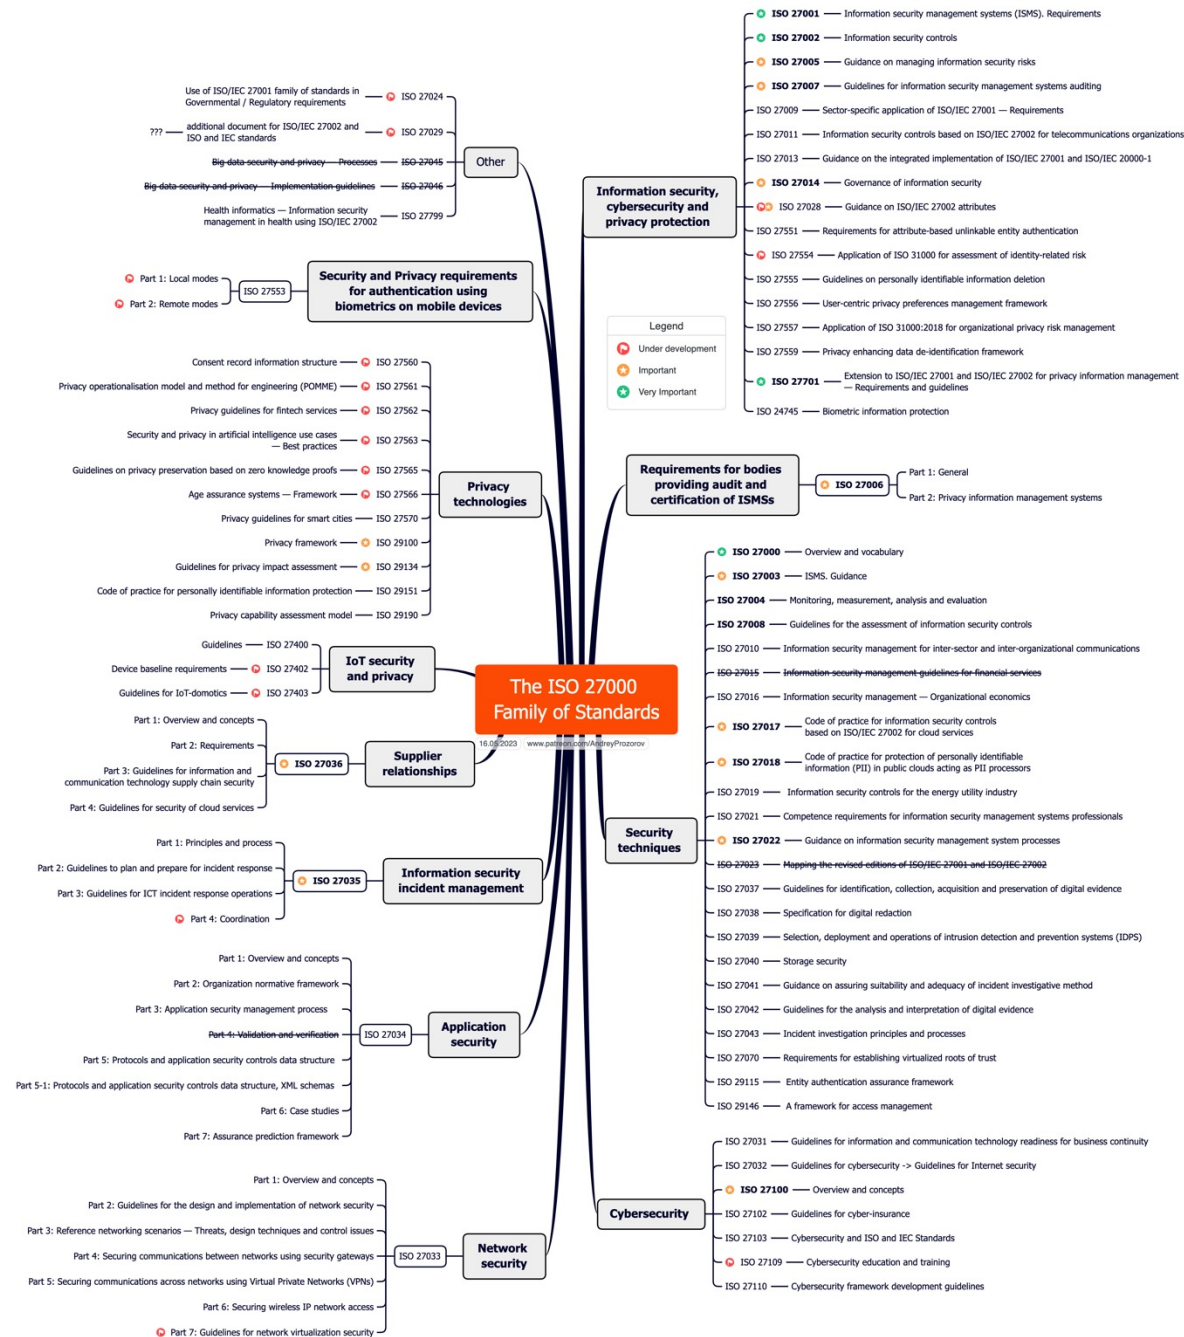 The ISO 27000
Family of Standards
16.05.2023 www.patreon.com/AndreyProzorov
Legend
Under development
Important
Very Important
Information security,
cybersecurity and
privacy protection
ISO 27001 — Information security management systems (ISMS). Requirements
ISO 27002 — Information security controls
ISO 27005 — Guidance on managing information security risks
ISO 27007 — Guidelines for information security management systems auditing
ISO 27009 — Sector-specific application of ISO/IEC 27001 — Requirements
ISO 27011 — Information security controls based on ISO/IEC 27002 for telecommunications organizations
ISO 27013 — Guidance on the integrated implementation of ISO/IEC 27001 and ISO/IEC 20000-1
ISO 27014 — Governance of information security
ISO 27028 — Guidance on ISO/IEC 27002 attributes
ISO 27551 — Requirements for attribute-based unlinkable entity authentication
ISO 27554 — Application of ISO 31000 for assessment of identity-related risk
ISO 27555 — Guidelines on personally identifiable information deletion
ISO 27556 — User-centric privacy preferences management framework
ISO 27557 — Application of ISO 31000:2018 for organizational privacy risk management
ISO 27559 — Privacy enhancing data de-identification framework
ISO 27701 — Extension to ISO/IEC 27001 and ISO/IEC 27002 for privacy information management
— Requirements and guidelines
ISO 24745 — Biometric information protection
Requirements for bodies
providing audit and
certification of ISMSs
ISO 27006
Part 1: General
Part 2: Privacy information management systems
Security
techniques
ISO 27000 — Overview and vocabulary
ISO 27003 — ISMS. Guidance
ISO 27004 — Monitoring, measurement, analysis and evaluation
ISO 27008 — Guidelines for the assessment of information security controls
ISO 27010 — Information security management for inter-sector and inter-organizational communications
ISO 27015 — Information security management guidelines for financial services
ISO 27016 — Information security management — Organizational economics
ISO 27017 — Code of practice for information security controls
based on ISO/IEC 27002 for cloud services
ISO 27018 — Code of practice for protection of personally identifiable
information (PII) in public clouds acting as PII processors
ISO 27019 — Information security controls for the energy utility industry
ISO 27021 — Competence requirements for information security management systems professionals
ISO 27022 — Guidance on information security management system processes
ISO 27023 — Mapping the revised editions of ISO/IEC 27001 and ISO/IEC 27002
ISO 27037 — Guidelines for identification, collection, acquisition and preservation of digital evidence
ISO 27038 — Specification for digital redaction
ISO 27039 — Selection, deployment and operations of intrusion detection and prevention systems (IDPS)
ISO 27040 — Storage security
ISO 27041 — Guidance on assuring suitability and adequacy of incident investigative method
ISO 27042 — Guidelines for the analysis and interpretation of digital evidence
ISO 27043 — Incident investigation principles and processes
ISO 27070 — Requirements for establishing virtualized roots of trust
ISO 29115 — Entity authentication assurance framework
ISO 29146 — A framework for access management
Cybersecurity
ISO 27031 — Guidelines for information and communication technology readiness for business continuity
ISO 27032 — Guidelines for cybersecurity -> Guidelines for Internet security
ISO 27100 — Overview and concepts
ISO 27102 — Guidelines for cyber-insurance
ISO 27103 — Cybersecurity and ISO and IEC Standards
ISO 27109 — Cybersecurity education and training
ISO 27110 — Cybersecurity framework development guidelines
Other
Use of ISO/IEC 27001 family of standards in
Governmental / Regulatory requirements — ISO 27024
??? — additional document for ISO/IEC 27002 and
ISO and IEC standards — ISO 27029
Big data security and privacy — Processes — ISO 27045
Big data security and privacy — Implementation guidelines — ISO 27046
Health informatics — Information security
management in health using ISO/IEC 27002 — ISO 27799
Security and Privacy requirements
for authentication using
biometrics on mobile devices
ISO 27553
Part 1: Local modes
Part 2: Remote modes
Privacy
technologies
Consent record information structure — ISO 27560
Privacy operationalisation model and method for engineering (POMME) — ISO 27561
Privacy guidelines for fintech services — ISO 27562
Security and privacy in artificial intelligence use cases
— Best practices — ISO 27563
Guidelines on privacy preservation based on zero knowledge proofs — ISO 27565
Age assurance systems — Framework — ISO 27566
Privacy guidelines for smart cities — ISO 27570
Privacy framework — ISO 29100
Guidelines for privacy impact assessment — ISO 29134
Code of practice for personally identifiable information protection — ISO 29151
Privacy capability assessment model — ISO 29190
IoT security
and privacy
Guidelines — ISO 27400
Device baseline requirements — ISO 27402
Guidelines for IoT-domotics — ISO 27403
Supplier
relationships
ISO 27036
Part 1: Overview and concepts
Part 2: Requirements
Part 3: Guidelines for information and
communication technology supply chain security
Part 4: Guidelines for security of cloud services
Information security
incident management
ISO 27035
Part 1: Principles and process
Part 2: Guidelines to plan and prepare for incident response
Part 3: Guidelines for ICT incident response operations
Part 4: Coordination
Application
security
ISO 27034
Part 1: Overview and concepts
Part 2: Organization normative framework
Part 3: Application security management process
Part 4: Validation and verification
Part 5: Protocols and application security controls data structure
Part 5-1: Protocols and application security controls data structure, XML schemas
Part 6: Case studies
Part 7: Assurance prediction framework
Network
security
ISO 27033
Part 1: Overview and concepts
Part 2: Guidelines for the design and implementation of network security
Part 3: Reference networking scenarios — Threats, design techniques and control issues
Part 4: Securing communications between networks using security gateways
Part 5: Securing communications across networks using Virtual Private Networks (VPNs)
Part 6: Securing wireless IP network access
Part 7: Guidelines for network virtualization security